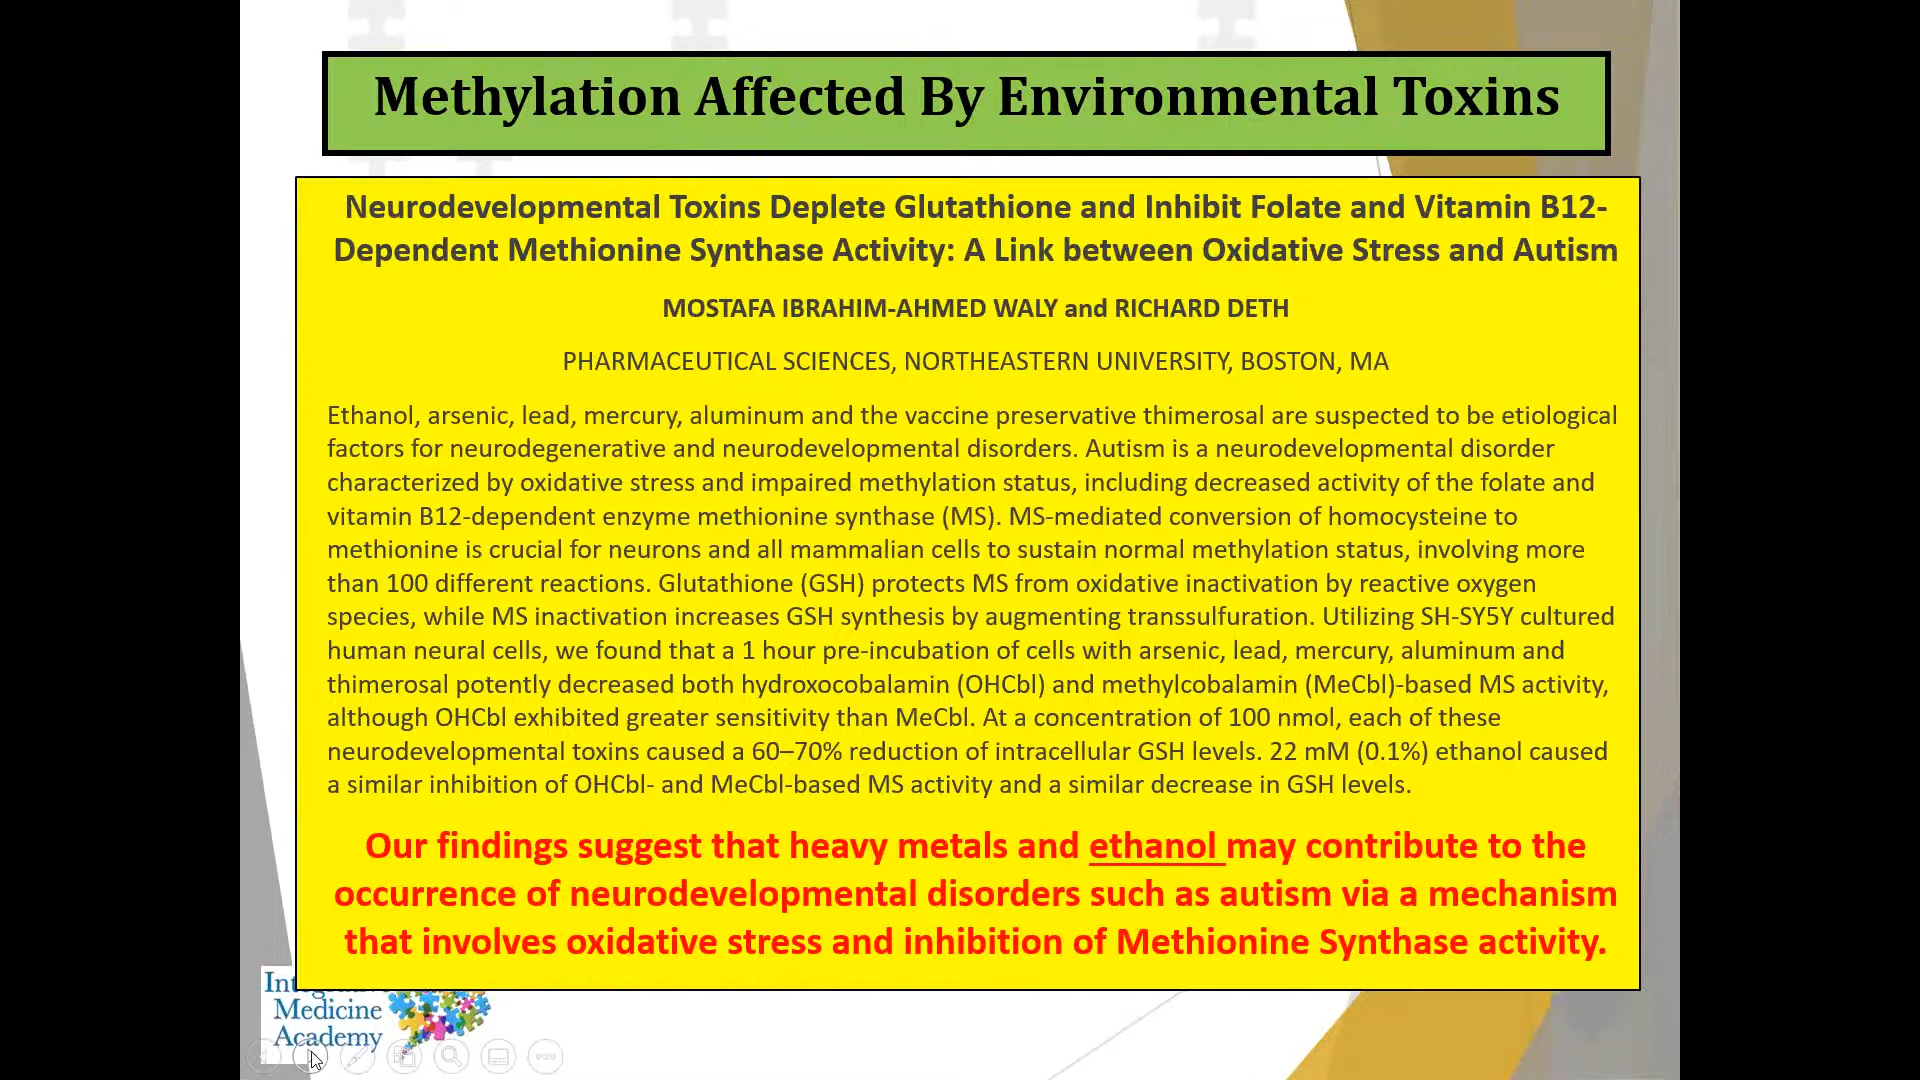 Methylation Affected By Environmental Toxins
Neurodevelopmental Toxins Deplete Glutathione and Inhibit Folate and Vitamin B12-
Dependent Methionine Synthase Activity: A Link between Oxidative Stress and Autism
MOSTAFA IBRAHIM-AHMED WALY and RICHARD DETH
PHARMACEUTICAL SCIENCES, NORTHEASTERN UNIVERSITY, BOSTON, MA
Ethanol, arsenic, lead, mercury, aluminum and the vaccine preservative thimerosal are suspected to be etiological
factors for neurodegenerative and neurodevelopmental disorders. Autism is a neurodevelopmental disorder
characterized by oxidative stress and impaired methylation status, including decreased activity of the folate and
vitamin B12-dependent enzyme methionine synthase (MS). MS-mediated conversion of homocysteine to
methionine is crucial for neurons and all mammalian cells to sustain normal methylation status, involving more
than 100 different reactions. Glutathione (GSH) protects MS from oxidative inactivation by reactive oxygen
species, while MS inactivation increases GSH synthesis by augmenting transsulfuration. Utilizing SH-SY5Y cultured
human neural cells, we found that a 1 hour pre-incubation of cells with arsenic, lead, mercury, aluminum and
thimerosal potently decreased both hydroxocobalamin (OHCbl) and methylcobalamin (MeCbl)-based MS activity,
although OHCbl exhibited greater sensitivity than MeCbl. At a concentration of 100 nmol, each of these
neurodevelopmental toxins caused a 60–70% reduction of intracellular GSH levels. 22 mM (0.1%) ethanol caused
a similar inhibition of OHCbl- and MeCbl-based MS activity and a similar decrease in GSH levels.
Our findings suggest that heavy metals and ethanol may contribute to the
occurrence of neurodevelopmental disorders such as autism via a mechanism
that involves oxidative stress and inhibition of Methionine Synthase activity.
Medicine
Academy